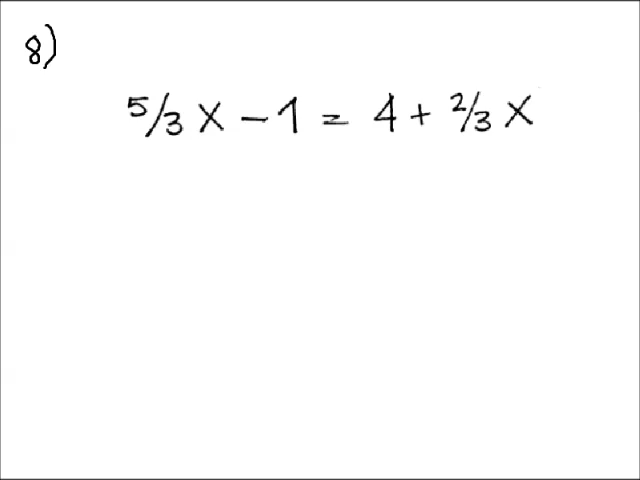 8)
5/3 X - 1 = 4 + 2/3 X